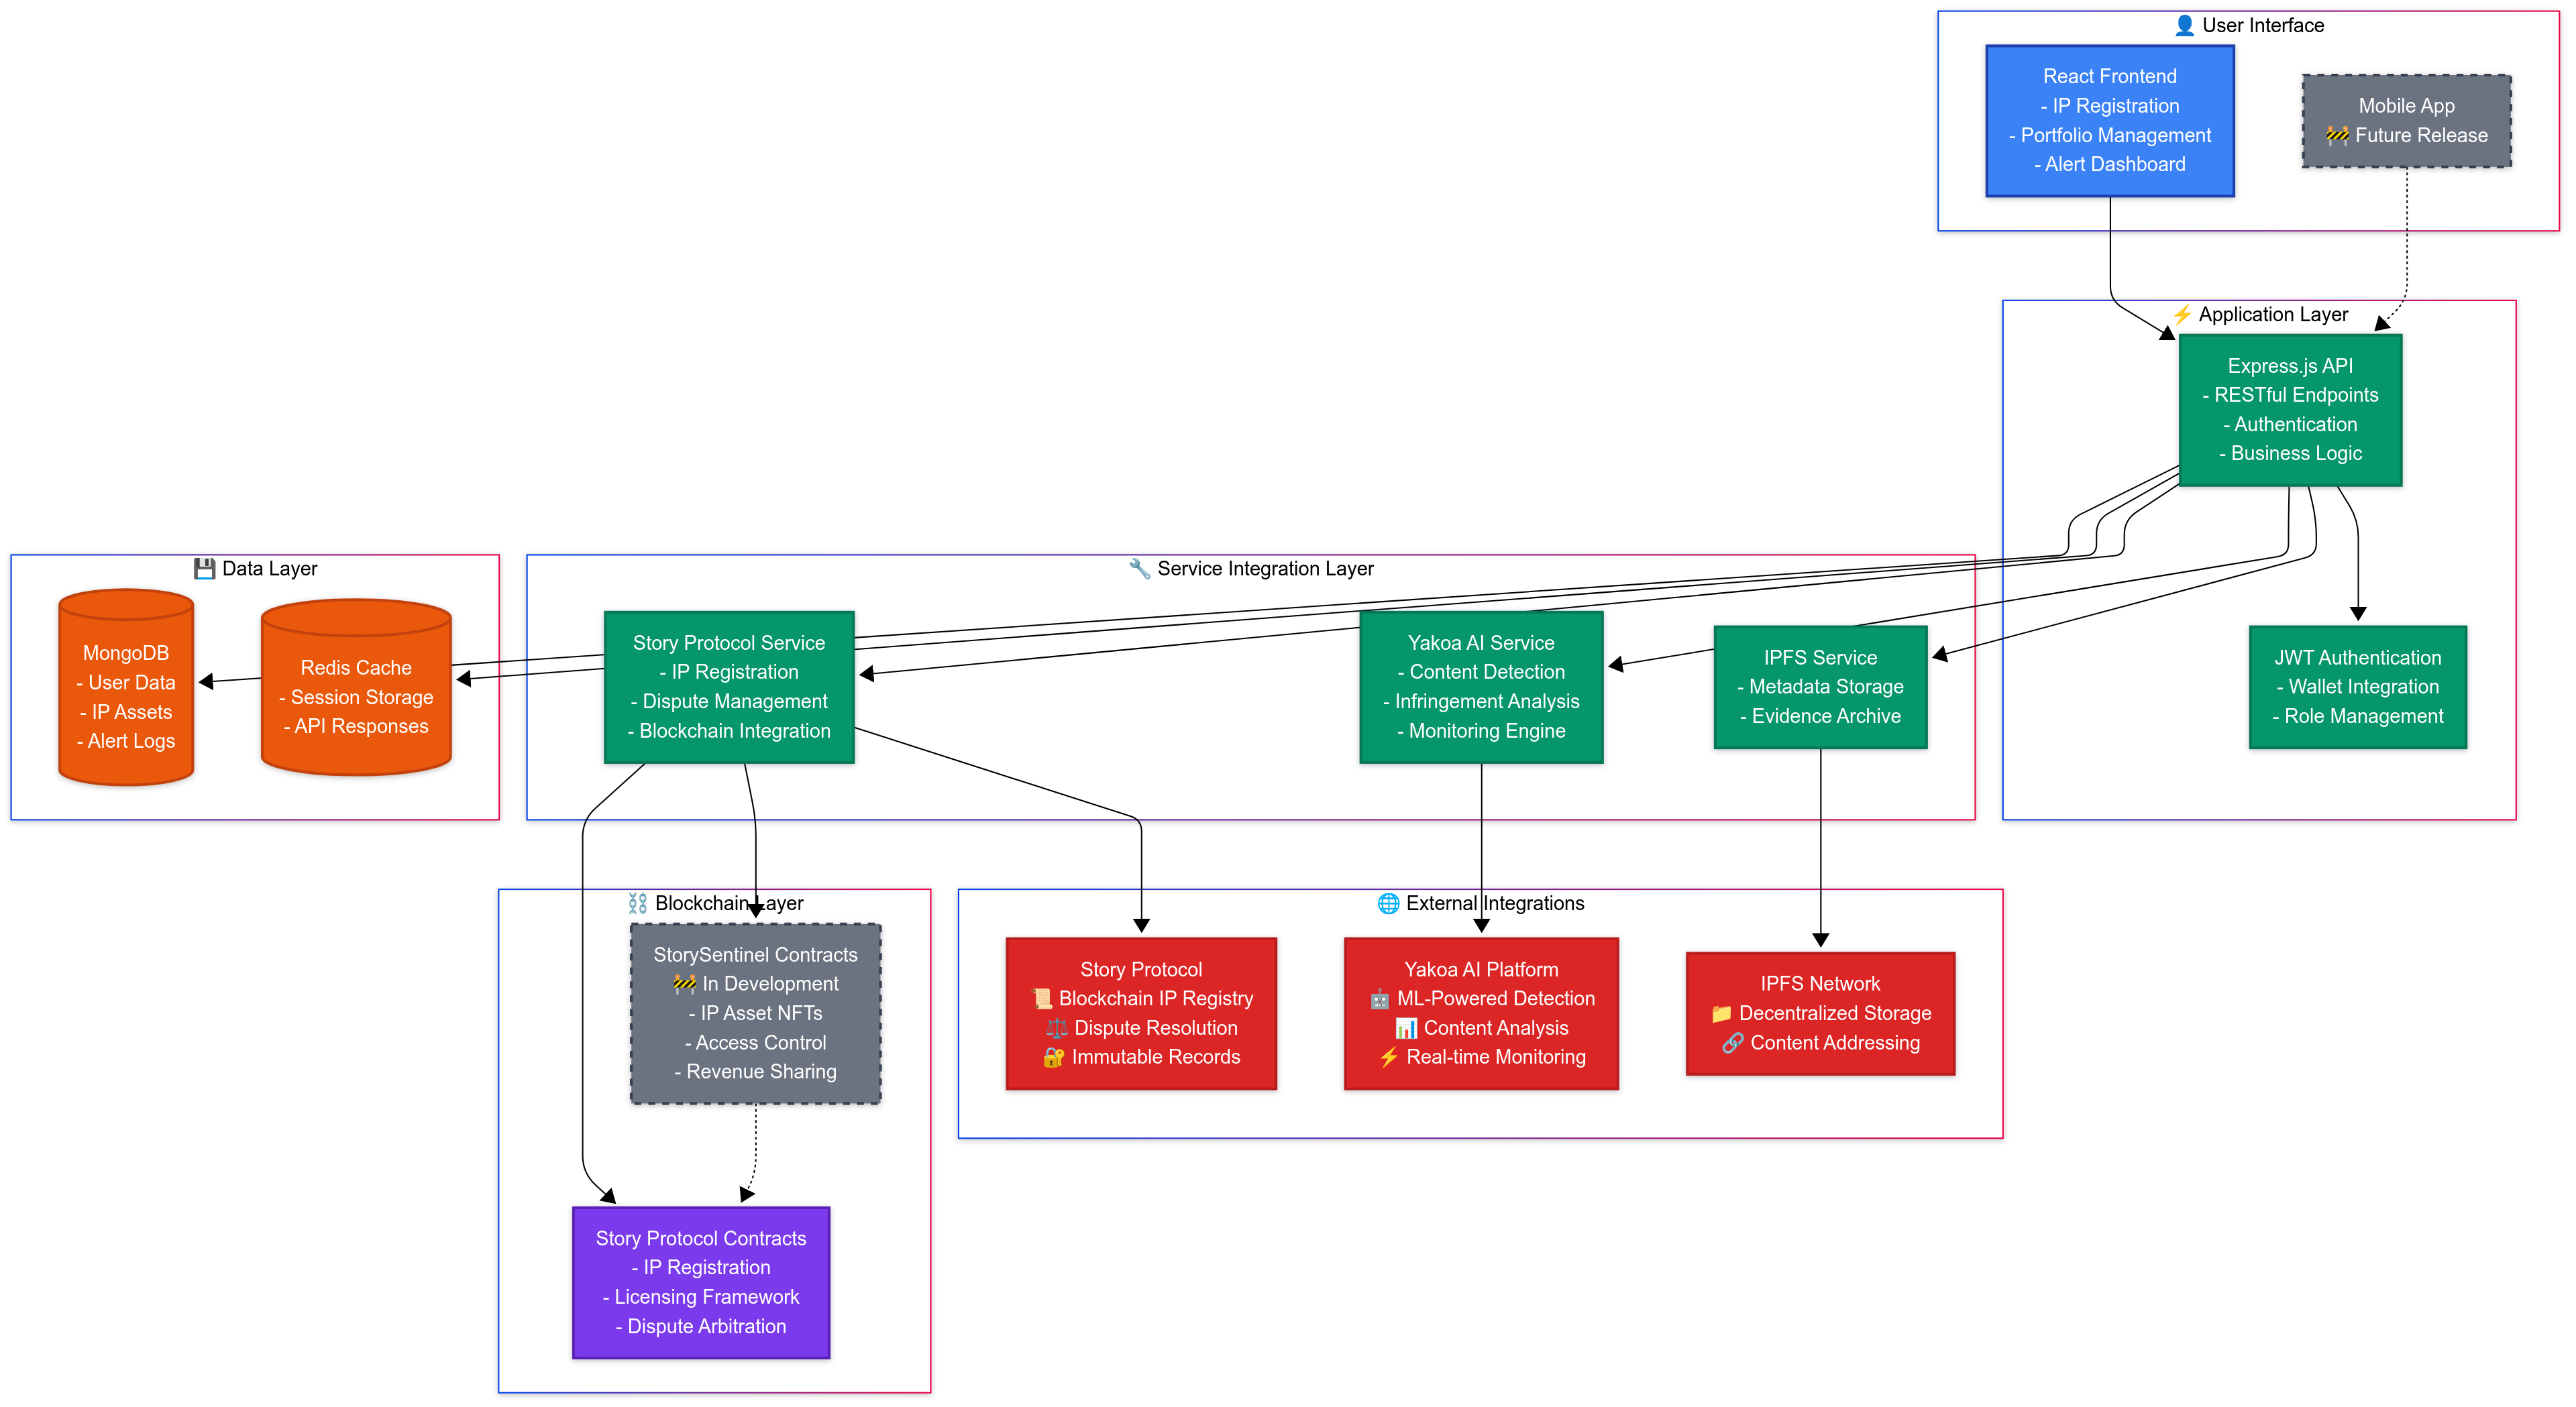 👤 User Interface
React Frontend
- IP Registration
- Portfolio Management
- Alert Dashboard
Mobile App
🚧 Future Release
⚡ Application Layer
Express.js API
- RESTful Endpoints
- Authentication
- Business Logic
JWT Authentication
- Wallet Integration
- Role Management
💾 Data Layer
MongoDB
- User Data
- IP Assets
- Alert Logs
Redis Cache
- Session Storage
- API Responses
🔧 Service Integration Layer
Story Protocol Service
- IP Registration
- Dispute Management
- Blockchain Integration
Yakoa AI Service
- Content Detection
- Infringement Analysis
- Monitoring Engine
IPFS Service
- Metadata Storage
- Evidence Archive
⛓️ Blockchain Layer
StorySentinel Contracts
🚧 In Development
- IP Asset NFTs
- Access Control
- Revenue Sharing
Story Protocol Contracts
- IP Registration
- Licensing Framework
- Dispute Arbitration
🌐 External Integrations
Story Protocol
📜 Blockchain IP Registry
⚖️ Dispute Resolution
🔐 Immutable Records
Yakoa AI Platform
🤖 ML-Powered Detection
📊 Content Analysis
⚡ Real-time Monitoring
IPFS Network
📁 Decentralized Storage
🔗 Content Addressing